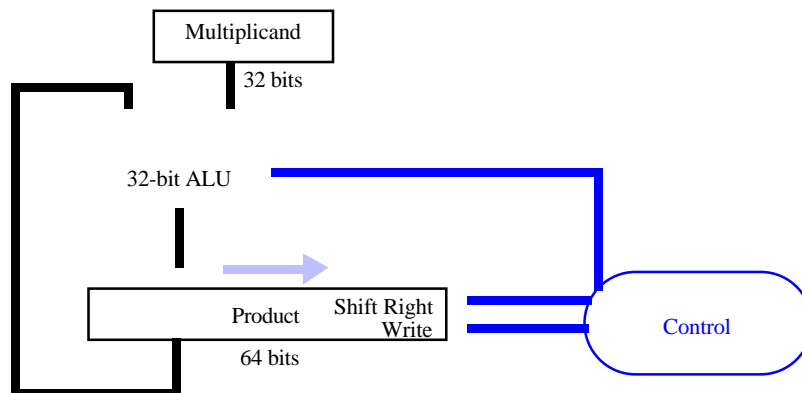 Multiplicand
32 bits
32-bit ALU
Product
Shift Right
Write
64 bits
Control